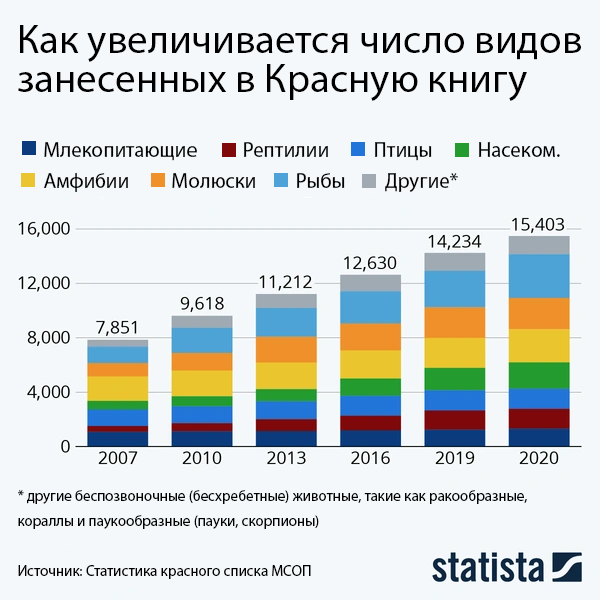 Как увеличивается число видов
занесенных в Красную книгу
Млекопитающие Рептилии Птицы Насеком.
Амфибии Молюски Рыбы Другие*
16,000
12,000
8,000
4,000
0
7,851
9,618
11,212
12,630
14,234
15,403
2007 2010 2013 2016 2019 2020
* другие беспозвоночные (бесхребетные) животные, такие как ракообразные,
кораллы и паукообразные (пауки, скорпионы)
Источник: Статистика красного списка МСОП
statista